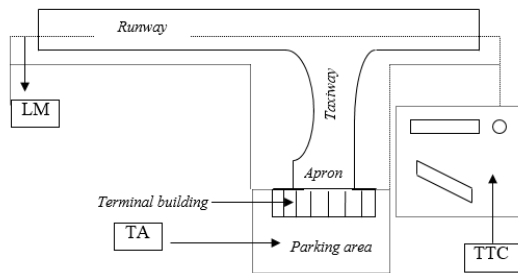 Runway
LM
Taxiway
Apron
Terminal building
TA
Parking area
TTC